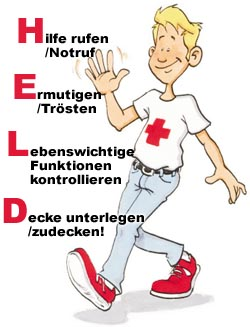 Hilfe rufen
/Notruf
Ermutigen
/Trösten
Lebenswichtige
Funktionen
kontrollieren
Decke unterlegen
/zudecken!